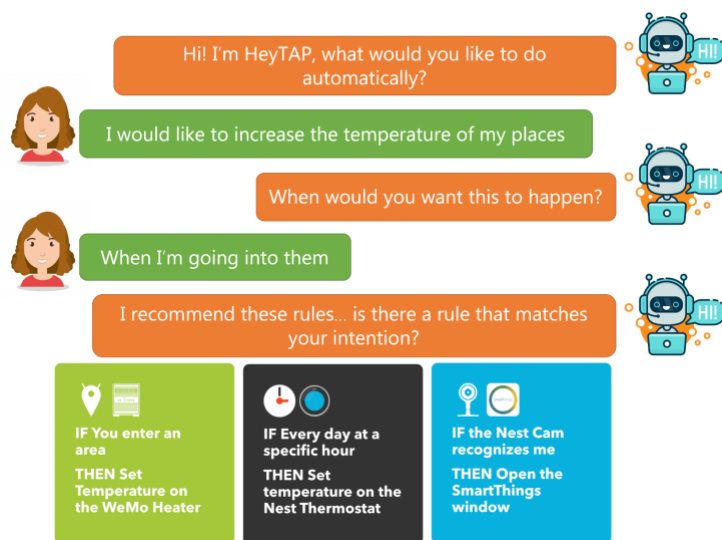 Hi! I'm HeyTAP, what would you like to do
automatically?
HI!
I would like to increase the temperature of my places
When would you want this to happen?
HI!
When I'm going into them
I recommend these rules... is there a rule that matches
your intention?
HI!
IF You enter an
area
THEN Set
Temperature on
the WeMo Heater
IF Every day at a
specific hour
THEN Set
temperature on the
Nest Thermostat
IF the Nest Cam
recognizes me
THEN Open the
SmartThings
window